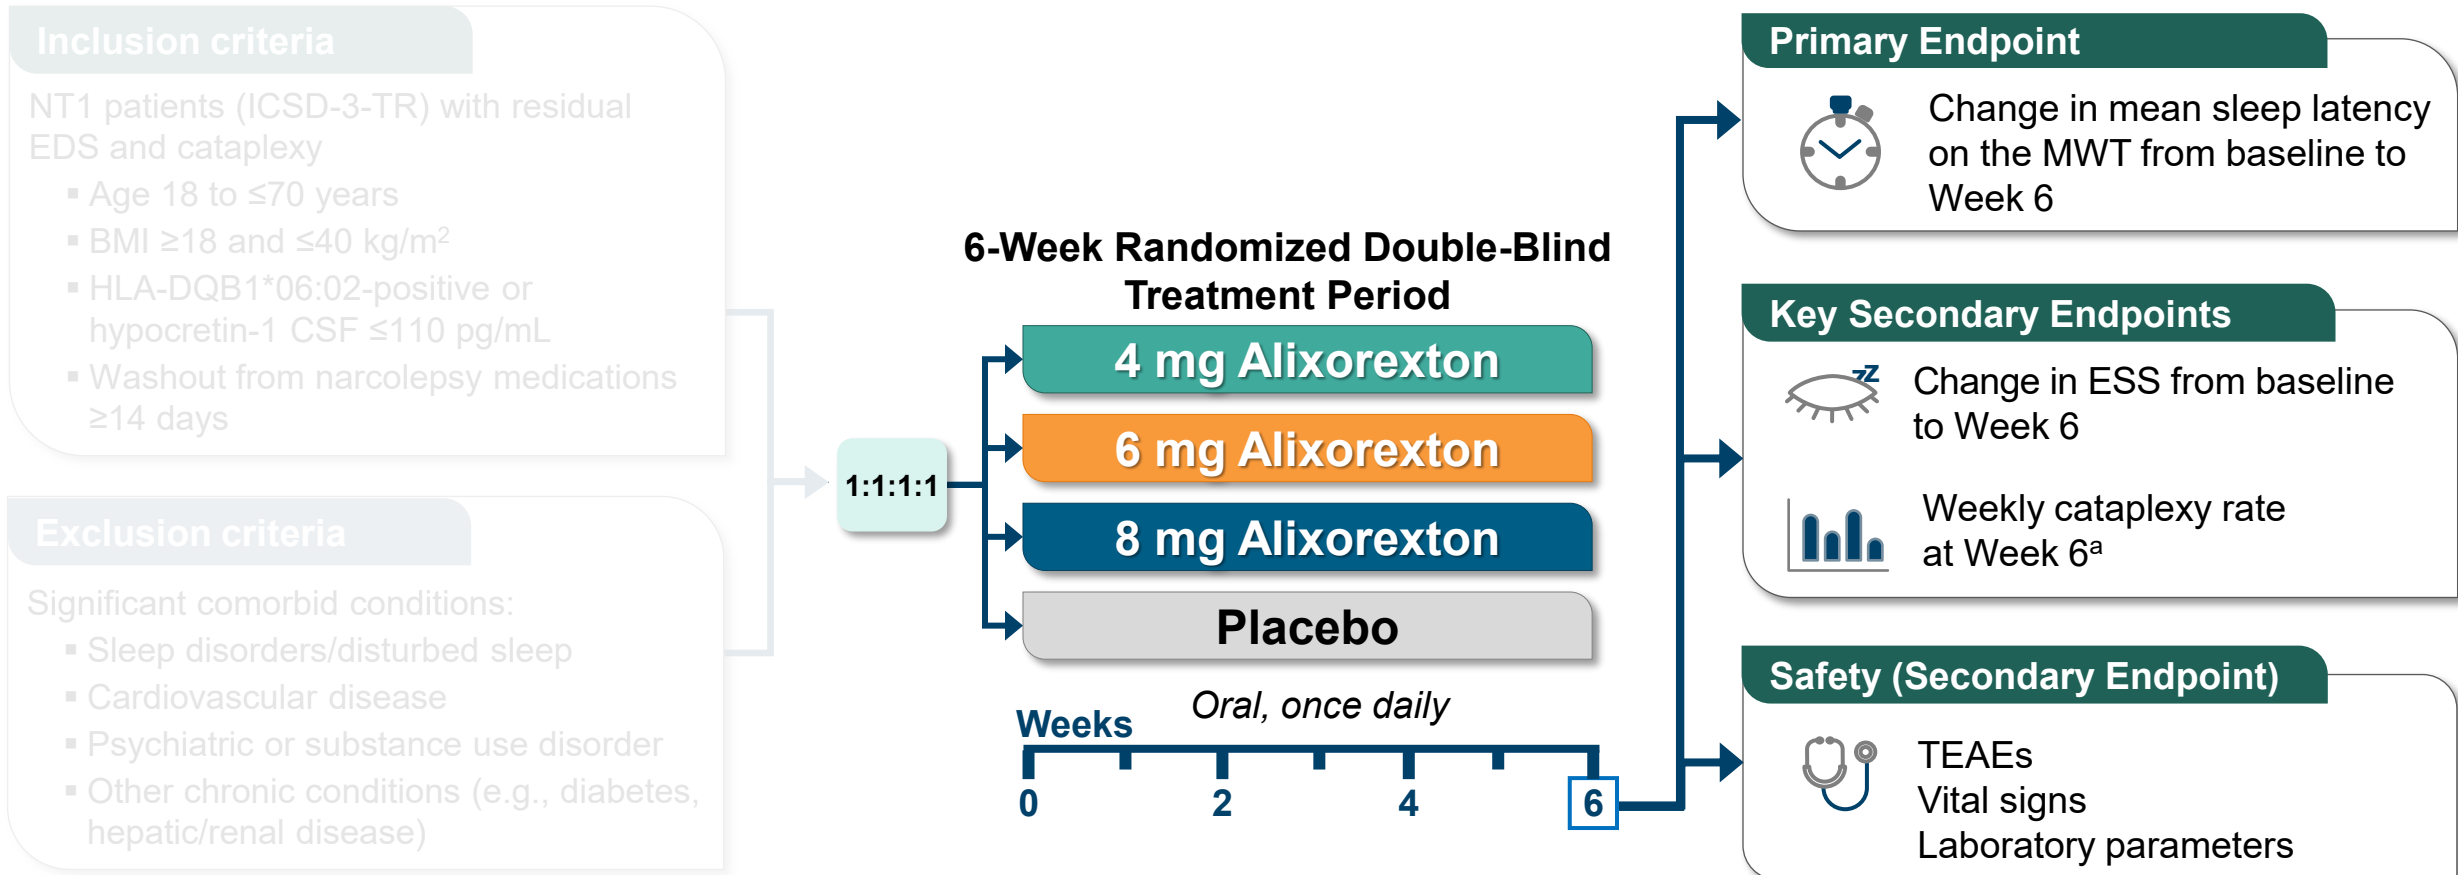 Inclusion criteria
NT1 patients (ICSD-3-TR) with residual
EDS and cataplexy
▪ Age 18 to ≤70 years
▪ BMI ≥18 and ≤40 kg/m²
▪ HLA-DQB1*06:02-positive or
hypocretin-1 CSF ≤110 pg/mL
▪ Washout from narcolepsy medications
≥14 days
Exclusion criteria
Significant comorbid conditions:
▪ Sleep disorders/disturbed sleep
▪ Cardiovascular disease
▪ Psychiatric or substance use disorder
▪ Other chronic conditions (e.g., diabetes,
hepatic/renal disease)
1:1:1:1
6-Week Randomized Double-Blind
Treatment Period
4 mg Alixorexton
6 mg Alixorexton
8 mg Alixorexton
Placebo
Oral, once daily
Weeks
0 2 4 6
Primary Endpoint
Change in mean sleep latency
on the MWT from baseline to
Week 6
Key Secondary Endpoints
zZ
Change in ESS from baseline
to Week 6
Weekly cataplexy rate
at Week 6ᵃ
Safety (Secondary Endpoint)
TEAEs
Vital signs
Laboratory parameters